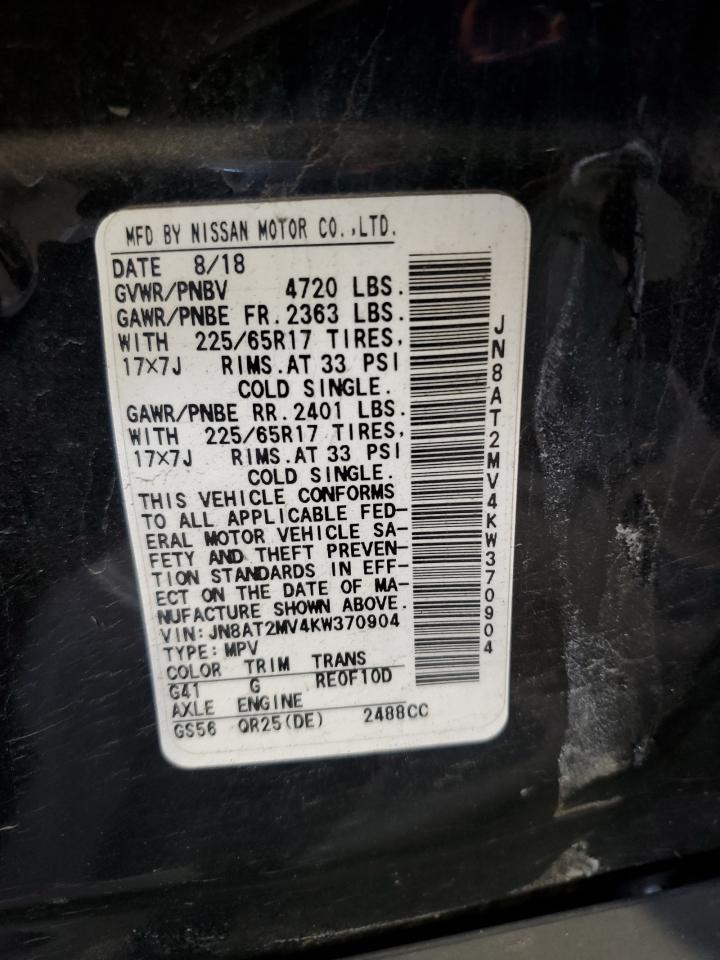 MFD BY NISSAN MOTOR CO.,LTD.
DATE 8/18
GVWR/PNBV 4720 LBS.
GAWR/PNBE FR. 2363 LBS.
WITH 225/65R17 TIRES,
17×7J RIMS. AT 33 PSI
COLD SINGLE.
GAWR/PNBE RR. 2401 LBS.
WITH 225/65R17 TIRES,
17×7J RIMS. AT 33 PSI
COLD SINGLE.
THIS VEHICLE CONFORMS
TO ALL APPLICABLE FED-
ERAL MOTOR VEHICLE SA-
FETY AND THEFT PREVEN-
TION STANDARDS IN EFF-
ECT ON THE DATE OF MA-
NUFACTURE SHOWN ABOVE.
VIN: JN8AT2MV4KW370904
TYPE: MPV
COLOR TRIM TRANS
G41 G RE0F10D
AXLE ENGINE
GS56 QR25(DE) 2488CC
JN8AT2MV4KW370904